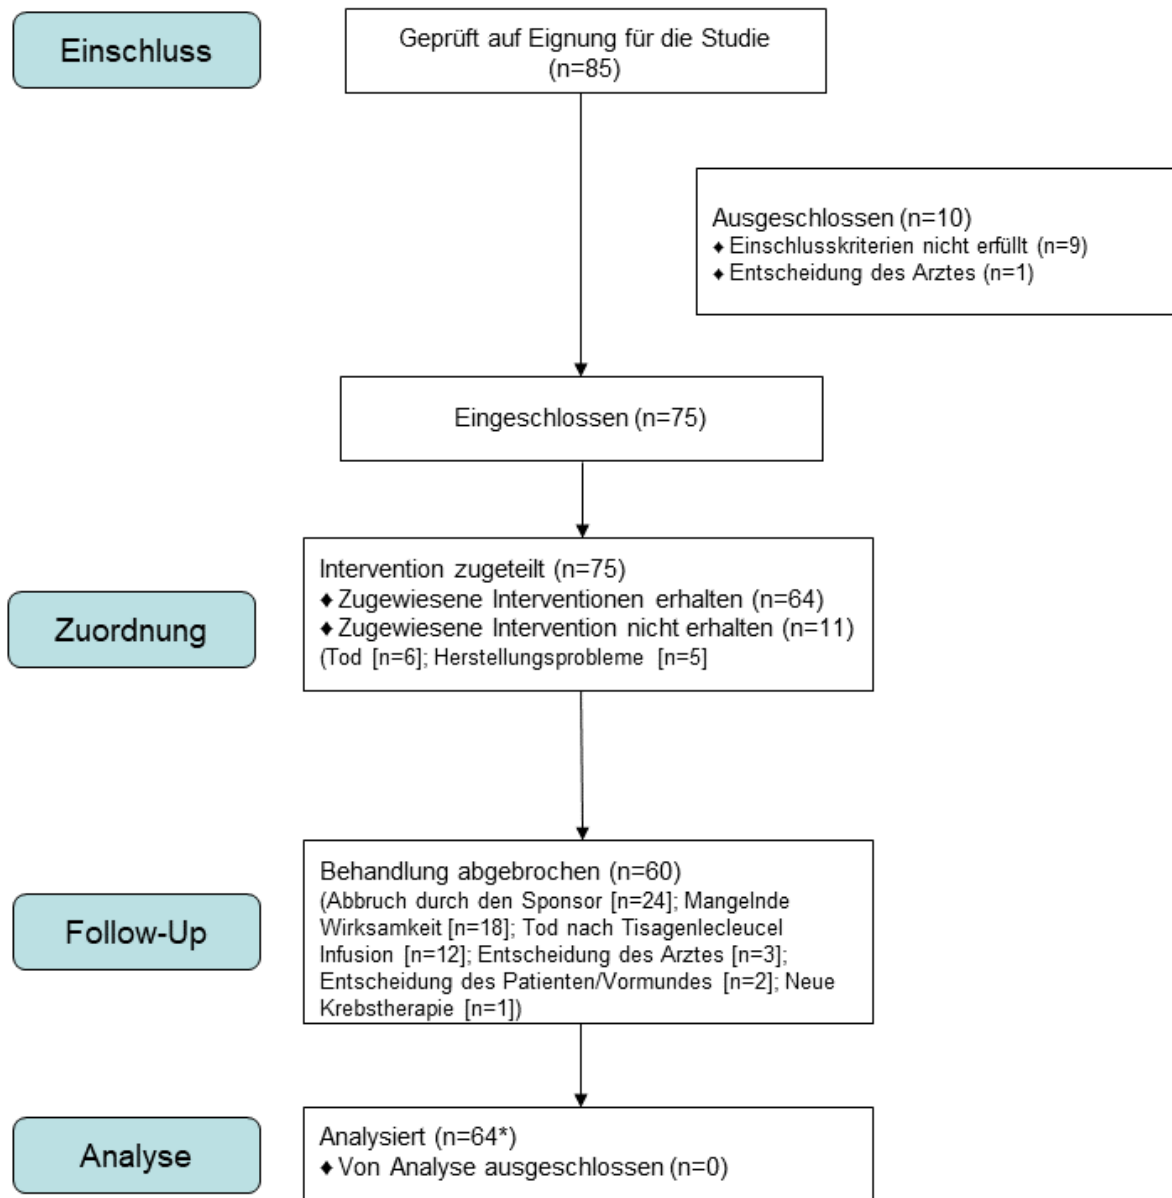 Einschluss
Geprüft auf Eignung für die Studie
(n=85)
Ausgeschlossen (n=10)
♦ Einschlusskriterien nicht erfüllt (n=9)
♦ Entscheidung des Arztes (n=1)
Eingeschlossen (n=75)
Zuordnung
Intervention zugeteilt (n=75)
♦ Zugewiesene Interventionen erhalten (n=64)
♦ Zugewiesene Intervention nicht erhalten (n=11)
(Tod [n=6]; Herstellungsprobleme [n=5]
Follow-Up
Behandlung abgebrochen (n=60)
(Abbruch durch den Sponsor [n=24]; Mangelnde
Wirksamkeit [n=18]; Tod nach Tisagenlecleucel
Infusion [n=12]; Entscheidung des Arztes [n=3];
Entscheidung des Patienten/Vormundes [n=2]; Neue
Krebstherapie [n=1])
Analyse
Analysiert (n=64*)
♦ Von Analyse ausgeschlossen (n=0)